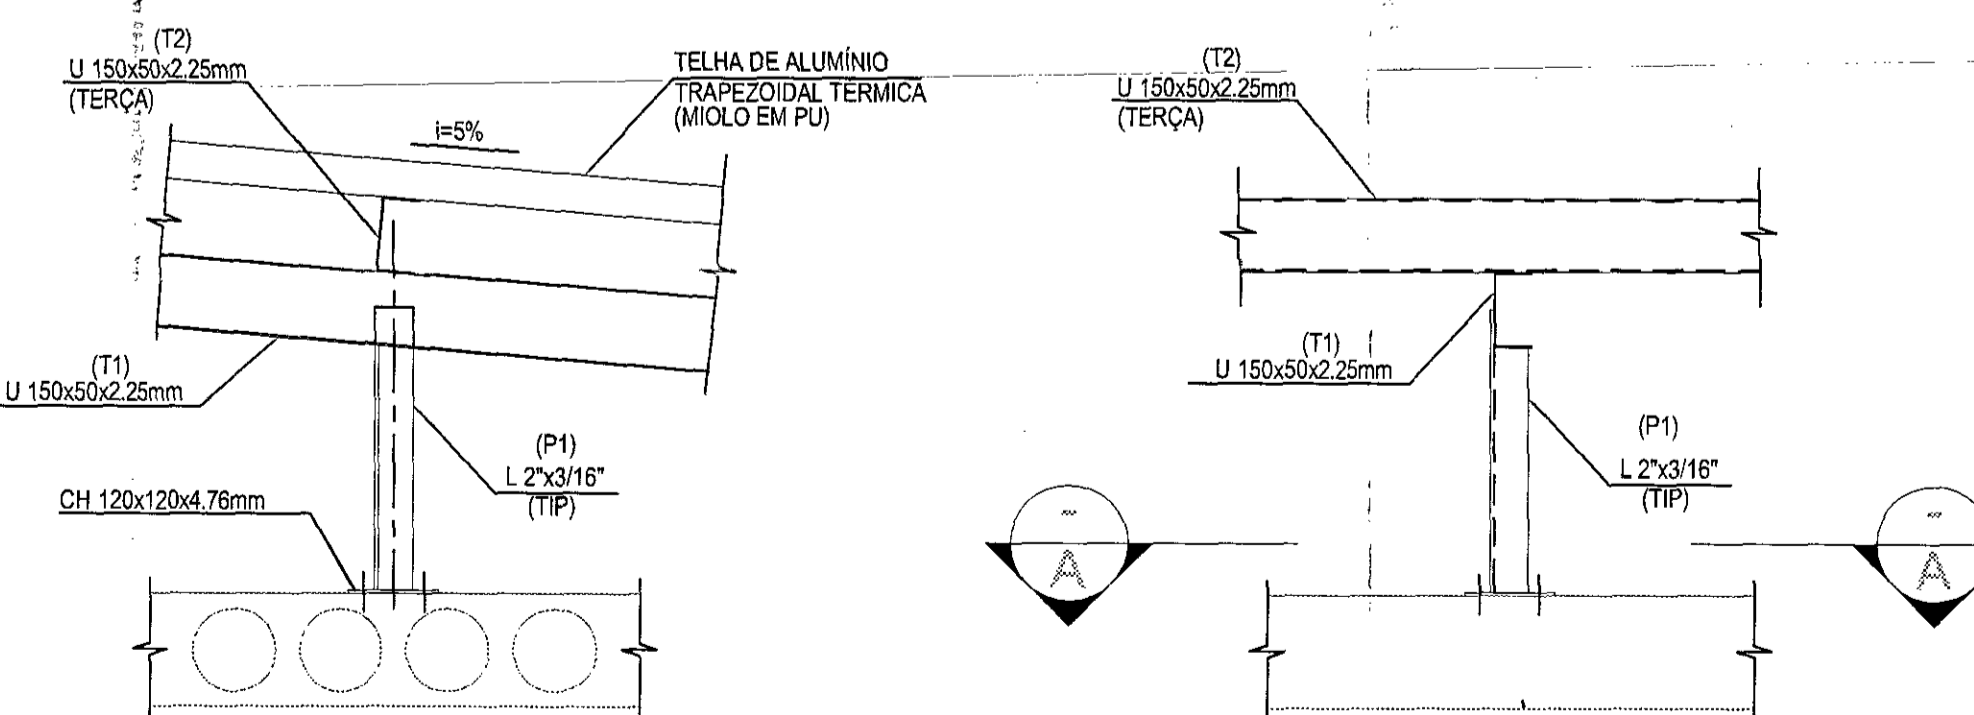 (T2)
U 150x50x2.25mm
(TERÇA)
TELHA DE ALUMÍNIO
TRAPEZOIDAL TERMICA
(MIOLO EM PU)
i=5%
(T1)
U 150x50x2.25mm
(P1)
L 2"x3/16"
(TIP)
CH 120x120x4.76mm
(T2)
U 150x50x2.25mm
(TERÇA)
(T1)
U 150x50x2.25mm
(P1)
L 2"x3/16"
(TIP)
-
A
-
A